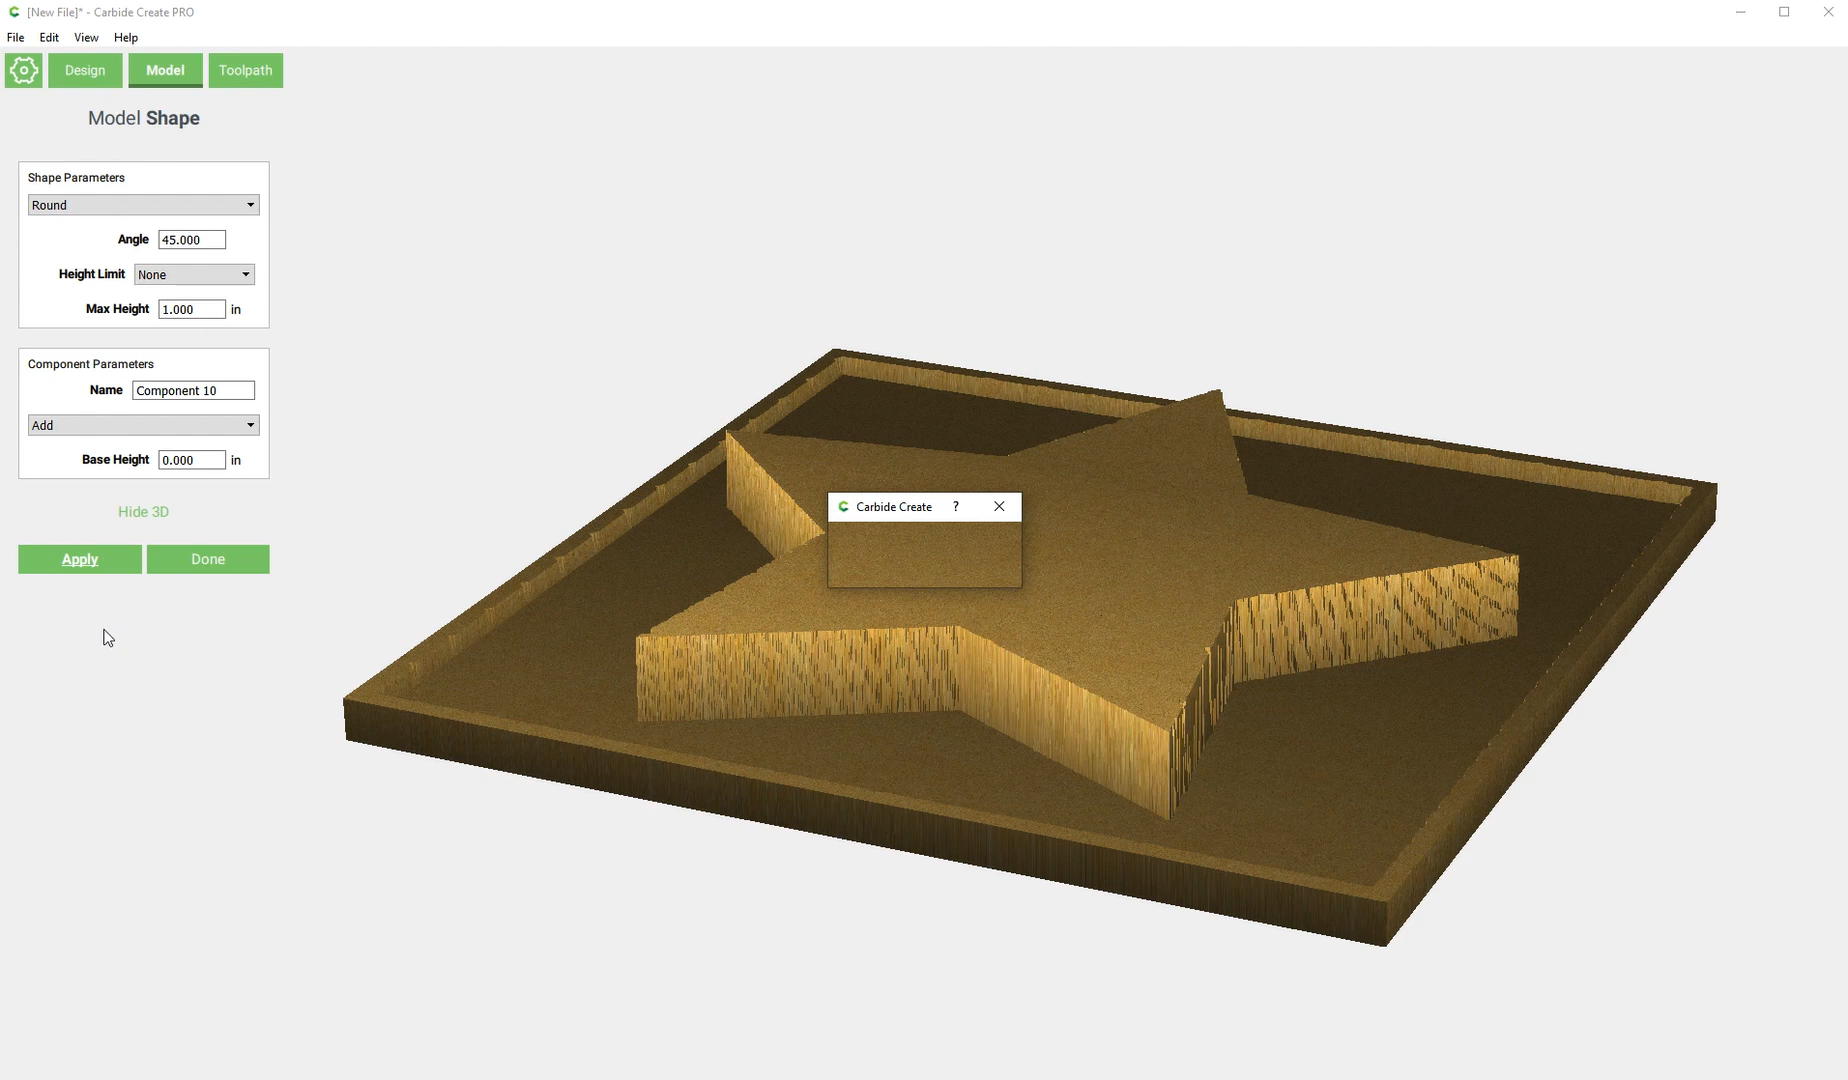 [New File]* - Carbide Create PRO
File Edit View Help
Design Model Toolpath
Model Shape
Shape Parameters
Round
Angle 45.000
Height Limit None
Max Height 1.000 in
Component Parameters
Name Component 10
Add
Base Height 0.000 in
Hide 3D
Apply Done
Carbide Create ?